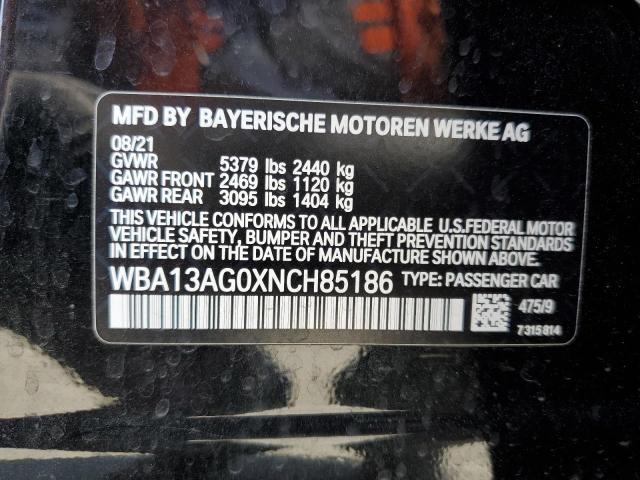 MFD BY BAYERISCHE MOTOREN WERKE AG
08/21
GVWR 5379 lbs 2440 kg
GAWR FRONT 2469 lbs 1120 kg
GAWR REAR 3095 lbs 1404 kg
THIS VEHICLE CONFORMS TO ALL APPLICABLE U.S.FEDERAL MOTOR
VEHICLE SAFETY, BUMPER AND THEFT PREVENTION STANDARDS
IN EFFECT ON THE DATE OF MANUFACTURE SHOWN ABOVE.
WBA13AG0XNCH85186 TYPE: PASSENGER CAR
475/9
7315814